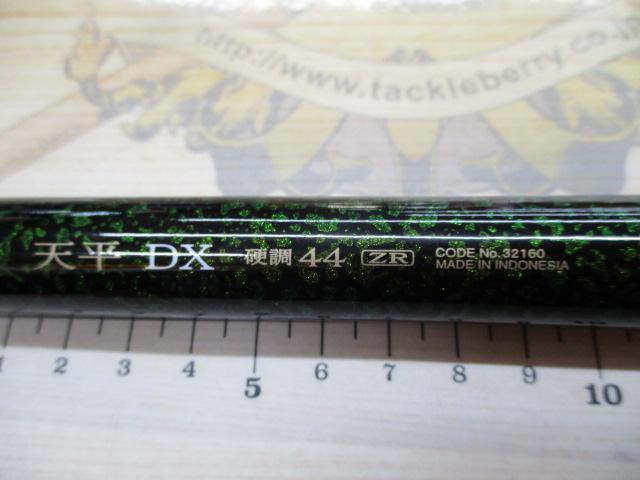 http://www.tackleberry.co.jp
天平 DX 硬調 44 ZR CODE No. 32160
MADE IN INDONESIA
1 2 3 4 5 6 7 8 9 10